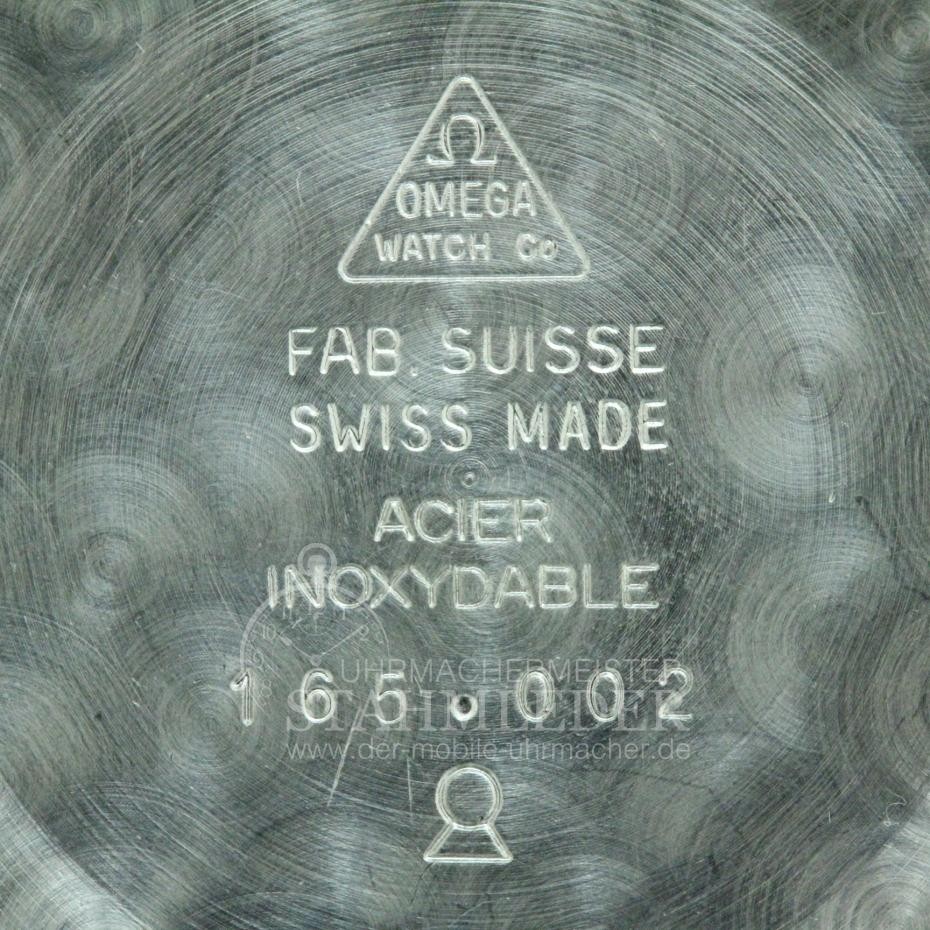 Ω
OMEGA
WATCH Co
FAB. SUISSE
SWISS MADE
ACIER
INOXYDABLE
165.002
UHRMACHERMEISTER
www.der-mobile-uhrmacher.de